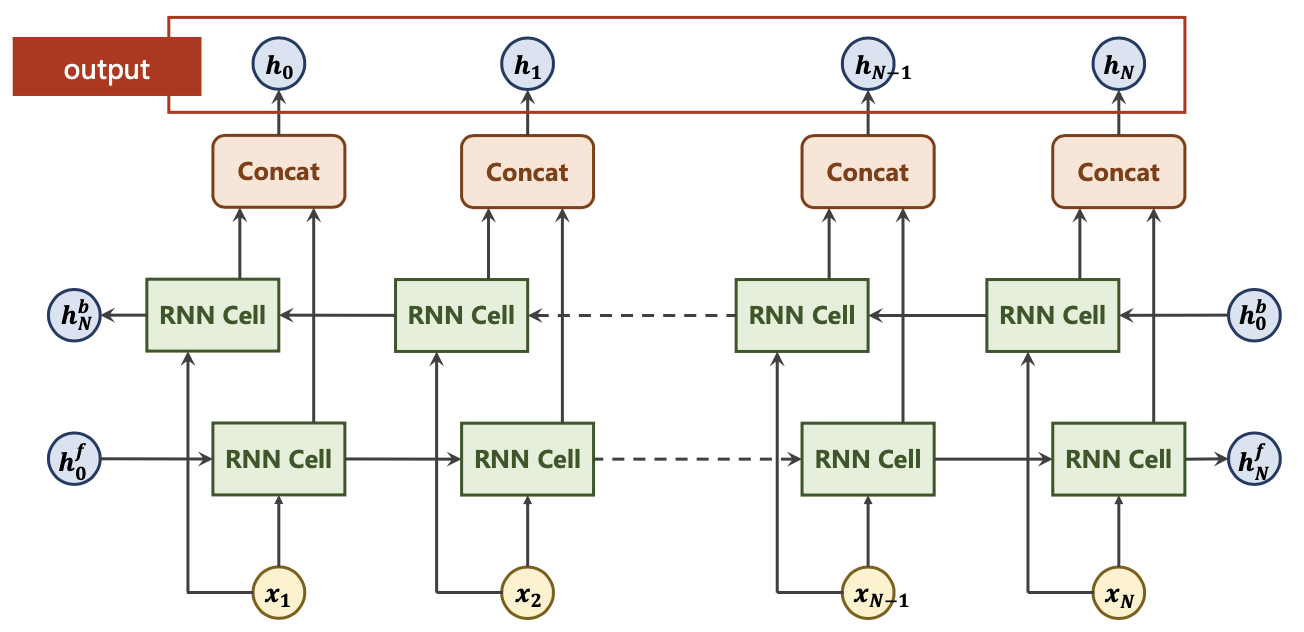 output
h_0 h_1 h_{N-1} h_N
Concat Concat Concat Concat
h_N^b RNN Cell RNN Cell RNN Cell RNN Cell h_0^b
h_0^f RNN Cell RNN Cell RNN Cell RNN Cell h_N^f
x_1 x_2 x_{N-1} x_N